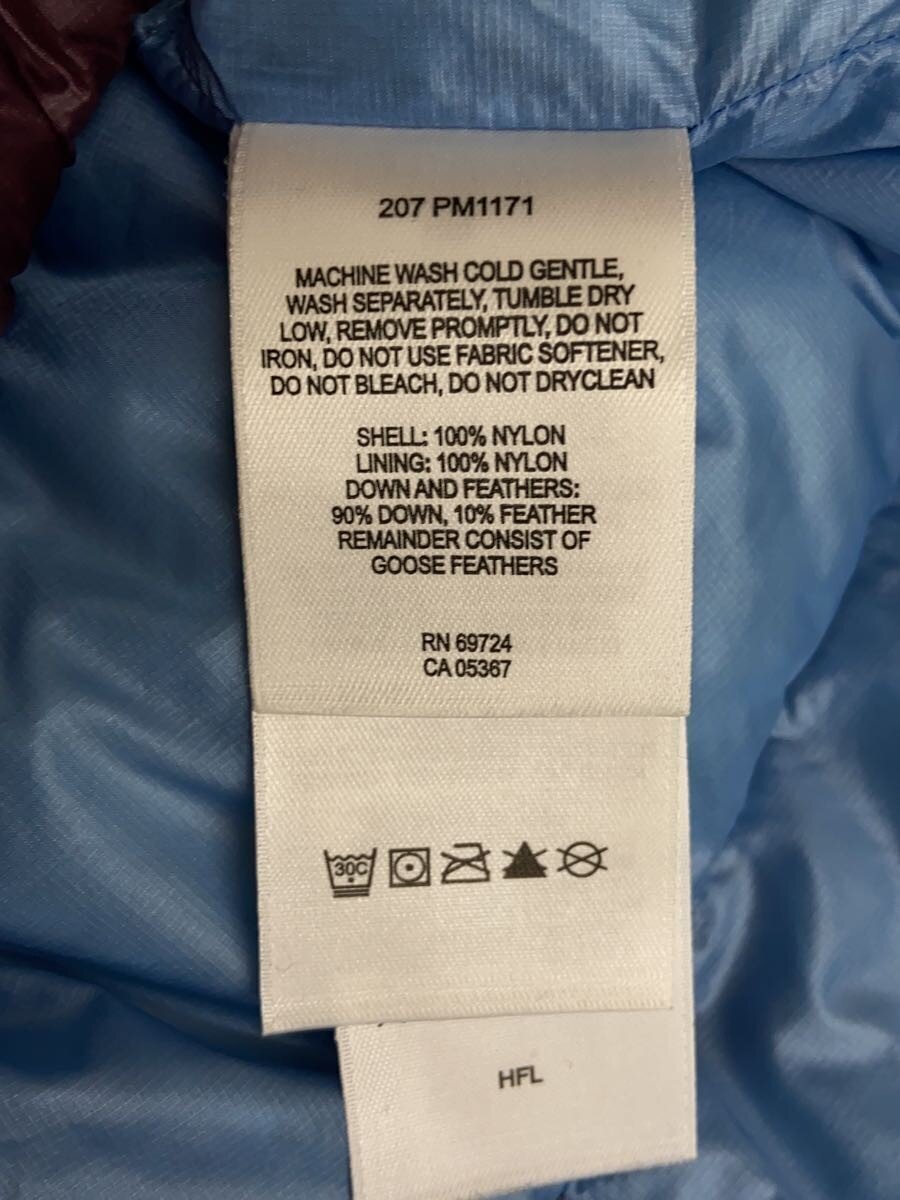 207 PM1171
MACHINE WASH COLD GENTLE,
WASH SEPARATELY, TUMBLE DRY
LOW, REMOVE PROMPTLY, DO NOT
IRON, DO NOT USE FABRIC SOFTENER,
DO NOT BLEACH, DO NOT DRYCLEAN
SHELL: 100% NYLON
LINING: 100% NYLON
DOWN AND FEATHERS:
90% DOWN, 10% FEATHER
REMAINDER CONSIST OF
GOOSE FEATHERS
RN 69724
CA 05367
30C
HFL